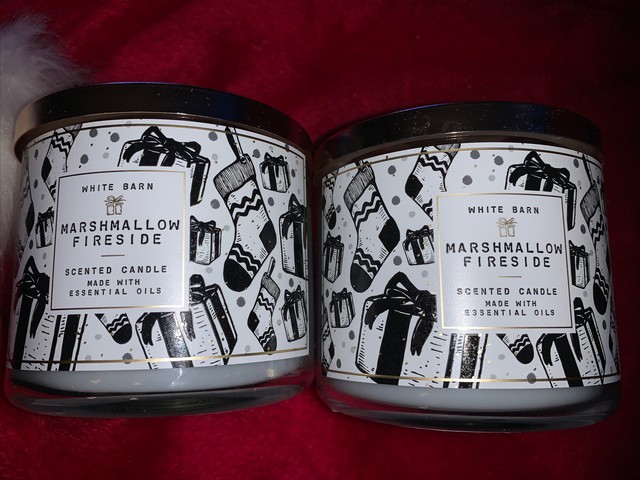 WHITE BARN
MARSHMALLOW
FIRESIDE
SCENTED CANDLE
MADE WITH
ESSENTIAL OILS
WHITE BARN
MARSHMALLOW
FIRESIDE
SCENTED CANDLE
MADE WITH
ESSENTIAL OILS